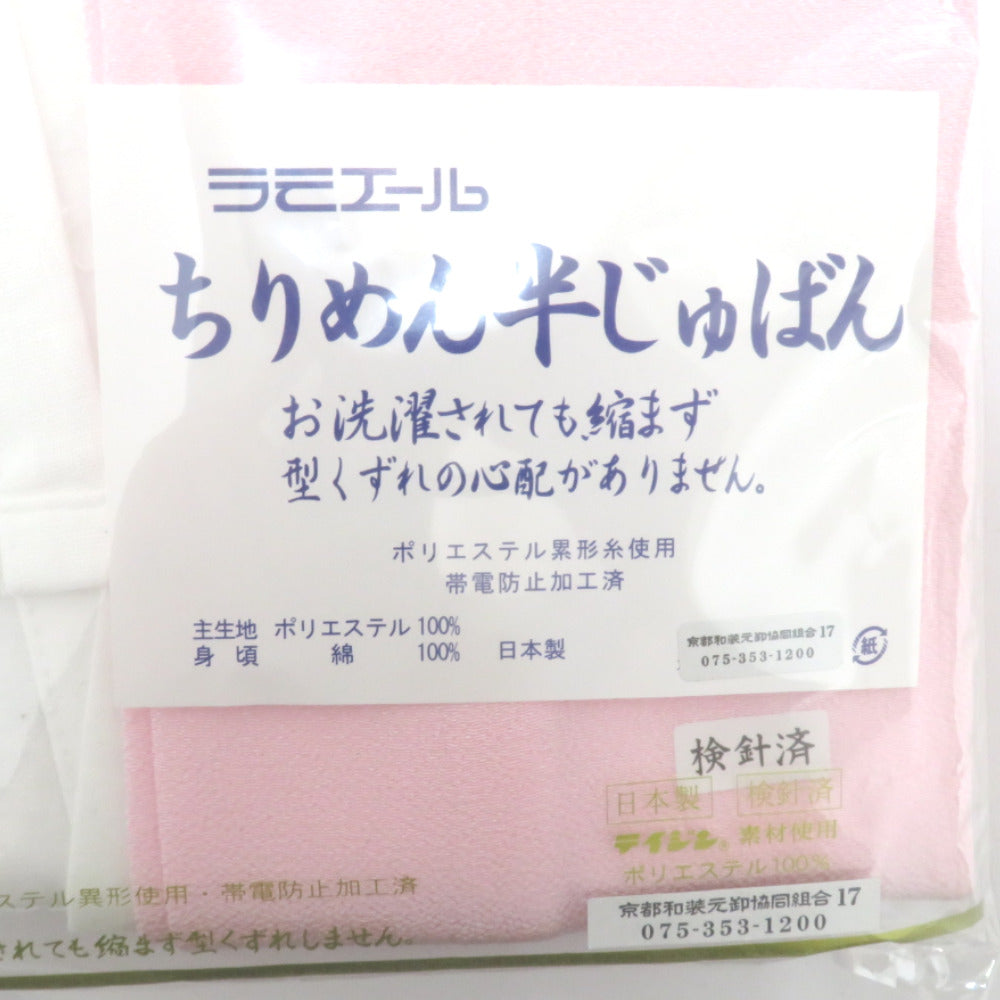 ラミエール
ちりめん半じゅばん
お洗濯されても縮まず
型くずれの心配がありません。
ポリエステル累形糸使用
帯電防止加工済
主生地 ポリエステル 100%
身頃 綿 100% 日本製
京都和装元卸協同組合 17
075-353-1200
紙
検針済
日本製 検針済
テイジン® 素材使用
ポリエステル100%
ステル異形使用・帯電防止加工済
京都和装元卸協同組合 17
075-353-1200
されても縮まず型くずれしません。